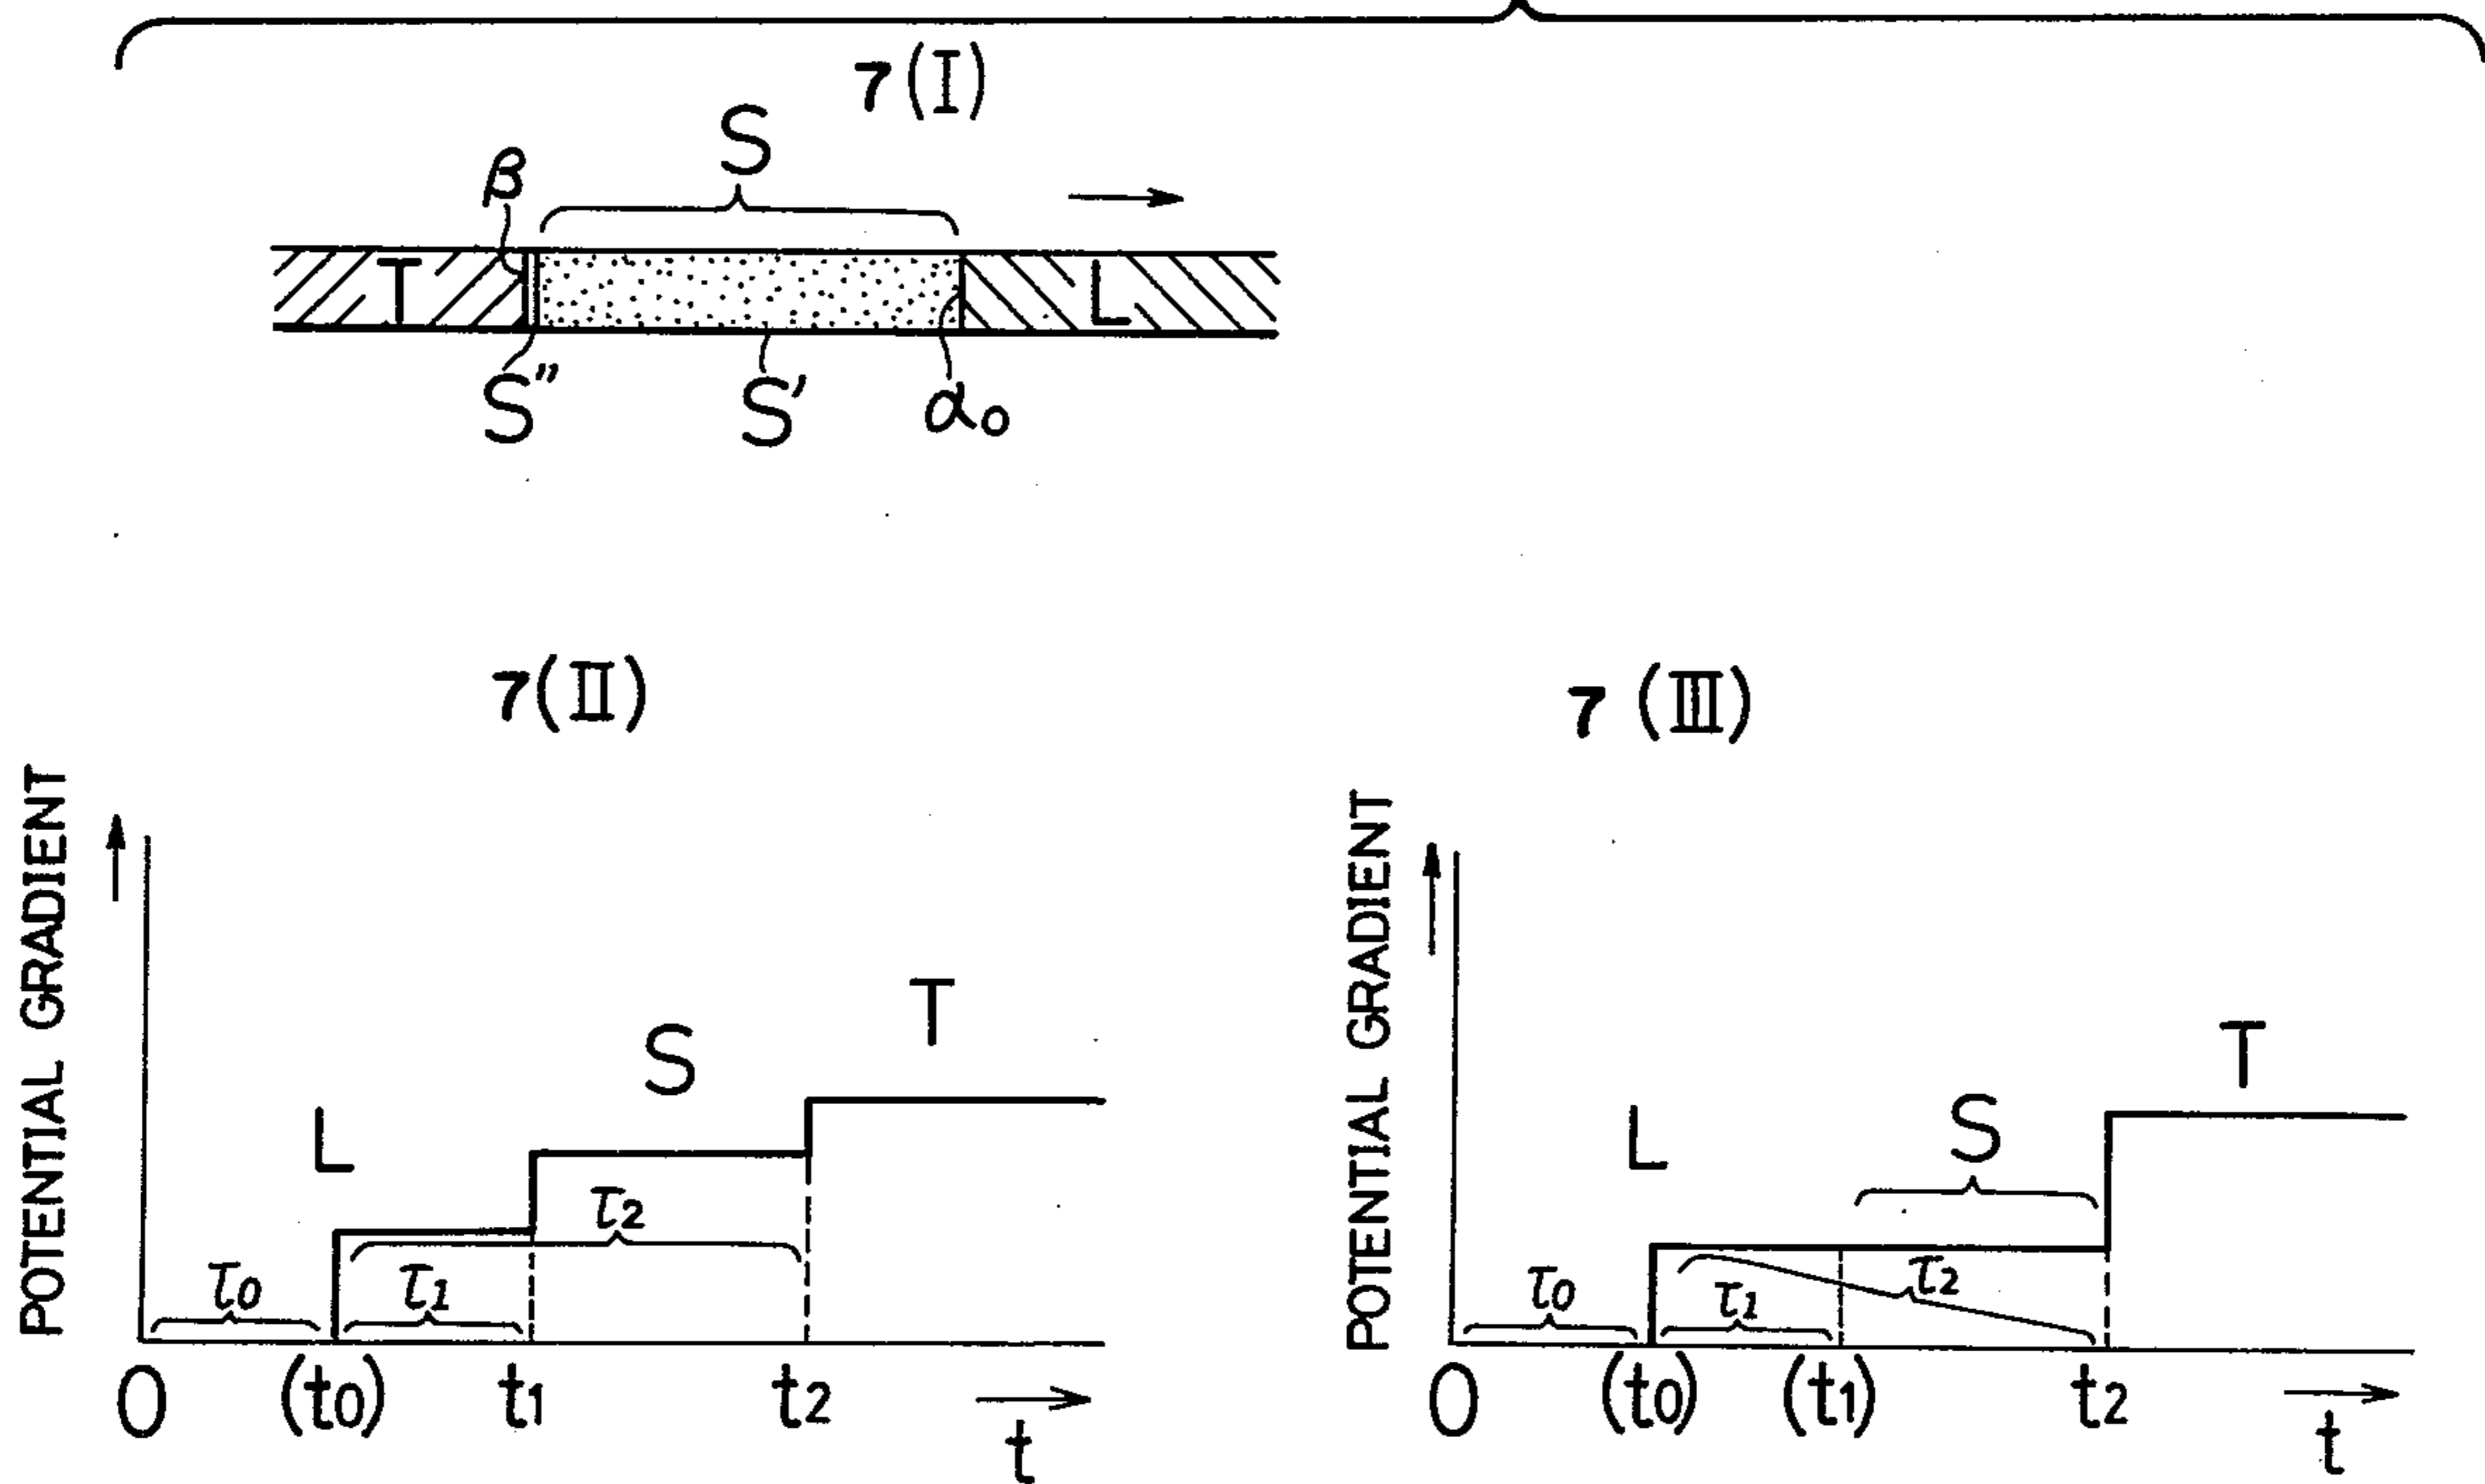 7(I)
S
β
T
L
S″
S′
α₀
7(II)
POTENTIAL GRADIENT
L
S
T
τ₀
τ₁
τ₂
0
(t₀)
t₁
t₂
t
7(III)
POTENTIAL GRADIENT
L
S
T
τ₀
τ₁
τ₂
0
(t₀)
(t₁)
t₂
t